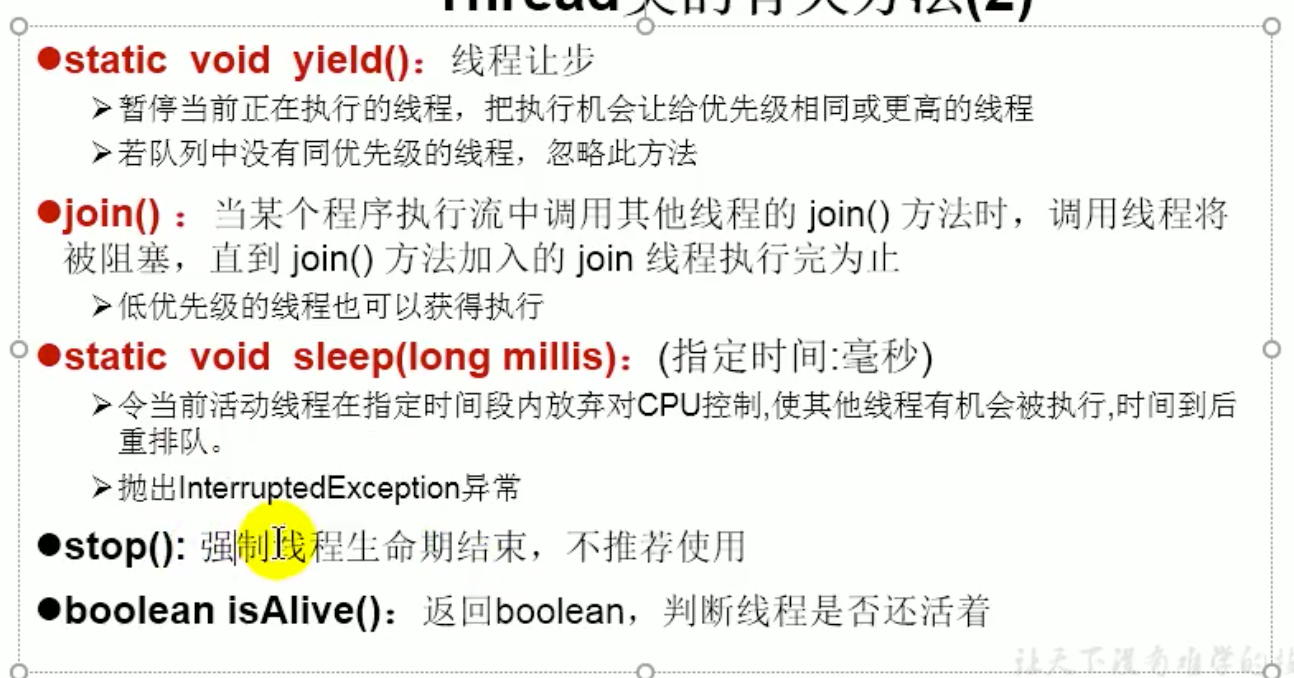 Thread类的有关方法(2)
●static void yield()：线程让步
➢暂停当前正在执行的线程，把执行机会让给优先级相同或更高的线程
➢若队列中没有同优先级的线程，忽略此方法
●join() ：当某个程序执行流中调用其他线程的 join() 方法时，调用线程将
被阻塞，直到 join() 方法加入的 join 线程执行完为止
➢低优先级的线程也可以获得执行
●static void sleep(long millis)：(指定时间:毫秒)
➢令当前活动线程在指定时间段内放弃对CPU控制,使其他线程有机会被执行,时间到后
重排队。
➢抛出InterruptedException异常
●stop(): 强制线程生命期结束，不推荐使用
●boolean isAlive()：返回boolean，判断线程是否还活着
让天下没有难学的